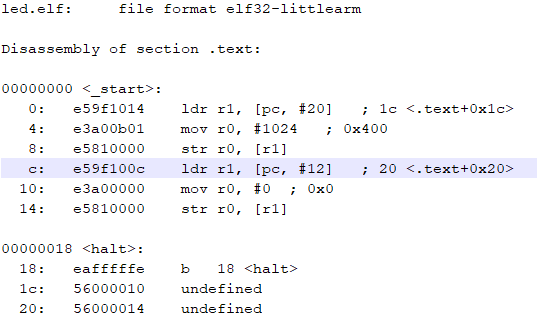 led.elf:     file format elf32-littlearm
Disassembly of section .text:
00000000 <_start>:
   0:   e59f1014    ldr r1, [pc, #20]   ; 1c <.text+0x1c>
   4:   e3a00b01    mov r0, #1024   ; 0x400
   8:   e5810000    str r0, [r1]
   c:   e59f100c    ldr r1, [pc, #12]   ; 20 <.text+0x20>
  10:   e3a00000    mov r0, #0  ; 0x0
  14:   e5810000    str r0, [r1]
00000018 <halt>:
  18:   eafffffe    b   18 <halt>
  1c:   56000010    undefined
  20:   56000014    undefined